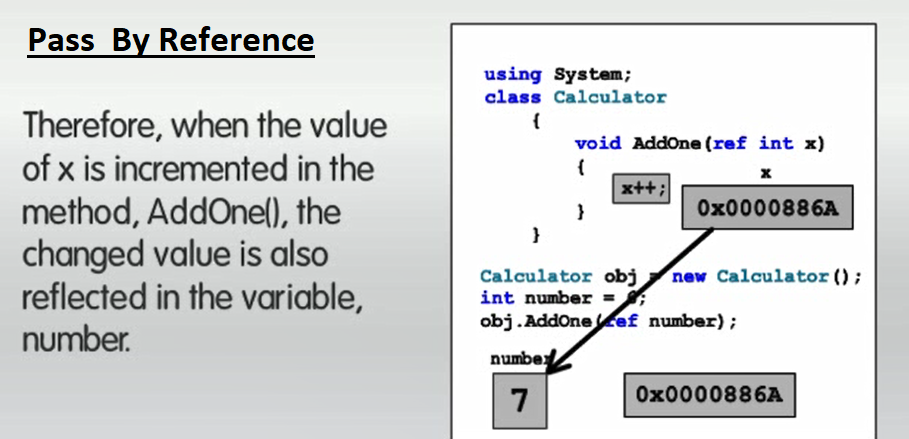 Pass By Reference
Therefore, when the value
of x is incremented in the
method, AddOne(), the
changed value is also
reflected in the variable,
number.
using System;
class Calculator
{
void AddOne(ref int x)
{
x
x++;
0x0000886A
}
}
Calculator obj = new Calculator();
int number = ;
obj.AddOne(ref number);
number
7
0x0000886A